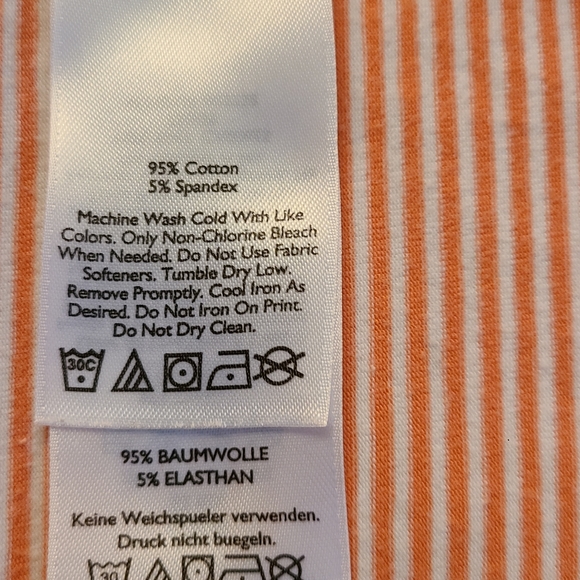 95% Cotton
5% Spandex
Machine Wash Cold With Like
Colors. Only Non-Chlorine Bleach
When Needed. Do Not Use Fabric
Softeners. Tumble Dry Low.
Remove Promptly. Cool Iron As
Desired. Do Not Iron On Print.
Do Not Dry Clean.
30C
95% BAUMWOLLE
5% ELASTHAN
Keine Weichspueler verwenden.
Druck nicht buegeln.
30